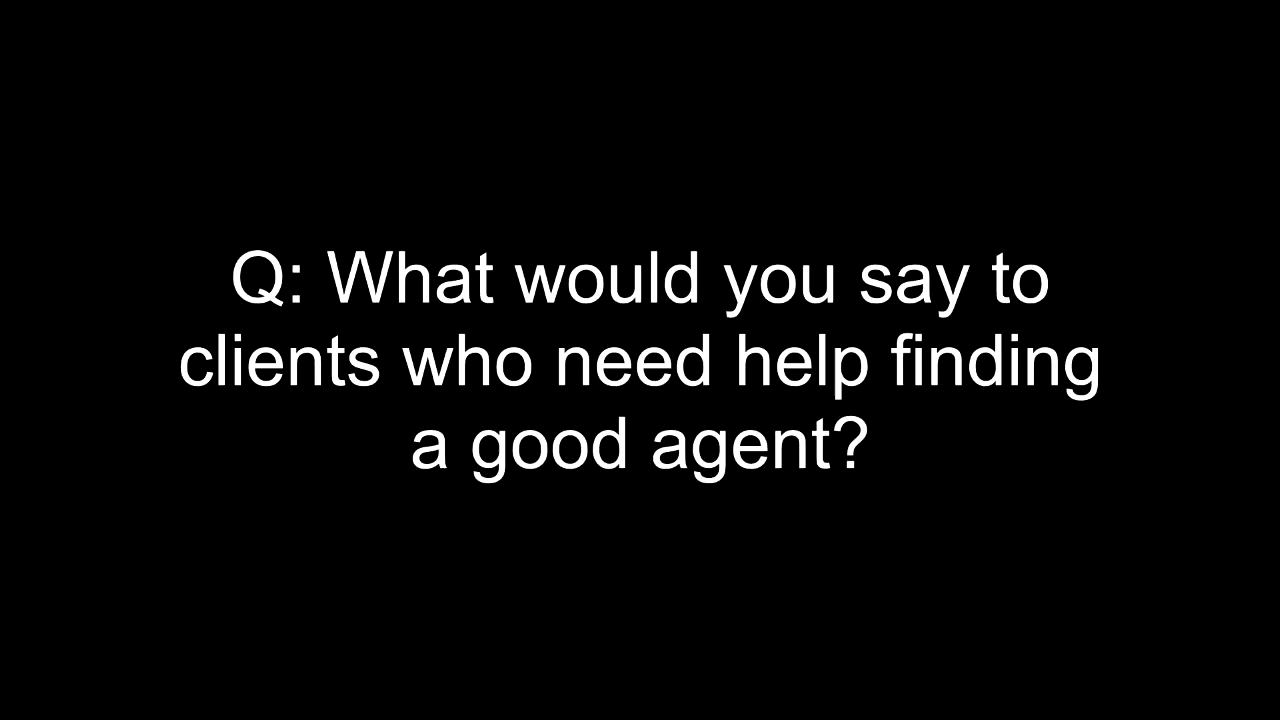 Q: What would you say to
clients who need help finding
a good agent?